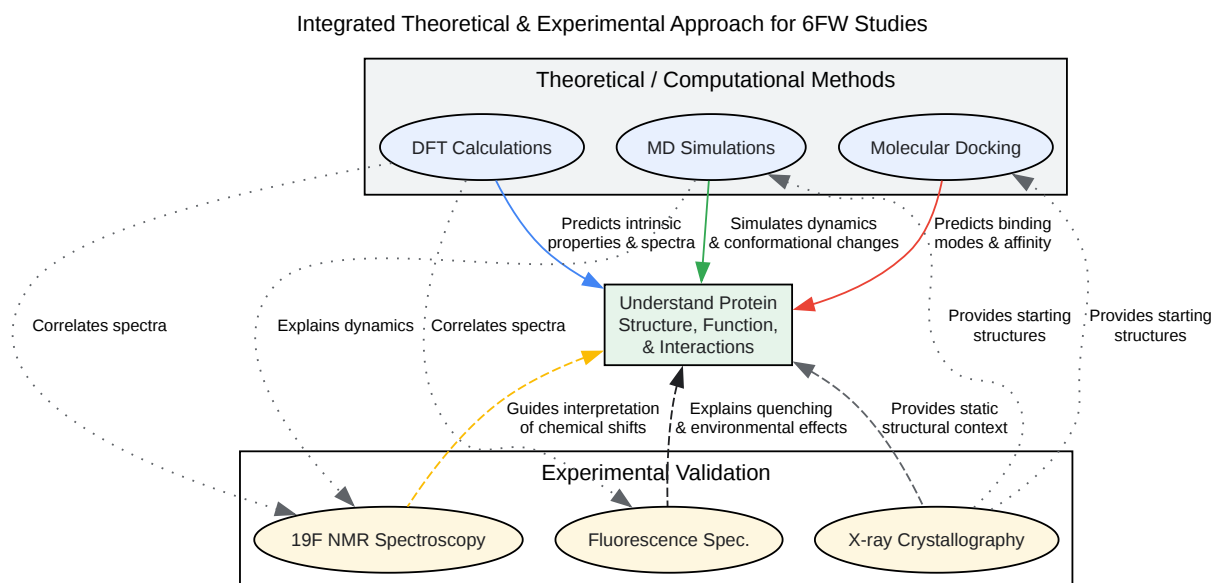 Integrated Theoretical & Experimental Approach for 6FW Studies
Theoretical / Computational Methods
DFT Calculations
MD Simulations
Molecular Docking
Predicts intrinsic
properties & spectra
Simulates dynamics
& conformational changes
Predicts binding
modes & affinity
Correlates spectra
Explains dynamics
Correlates spectra
Understand Protein
Structure, Function,
& Interactions
Provides starting
structures
Provides starting
structures
Guides interpretation
of chemical shifts
Explains quenching
& environmental effects
Provides static
structural context
Experimental Validation
19F NMR Spectroscopy
Fluorescence Spec.
X-ray Crystallography